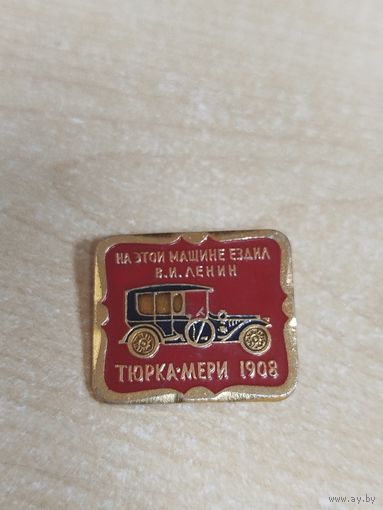 НА ЭТОЙ МАШИНЕ ЕЗДИЛ
В.И.ЛЕНИН
ТЮРКА·МЕРИ 1908
www.ay.by